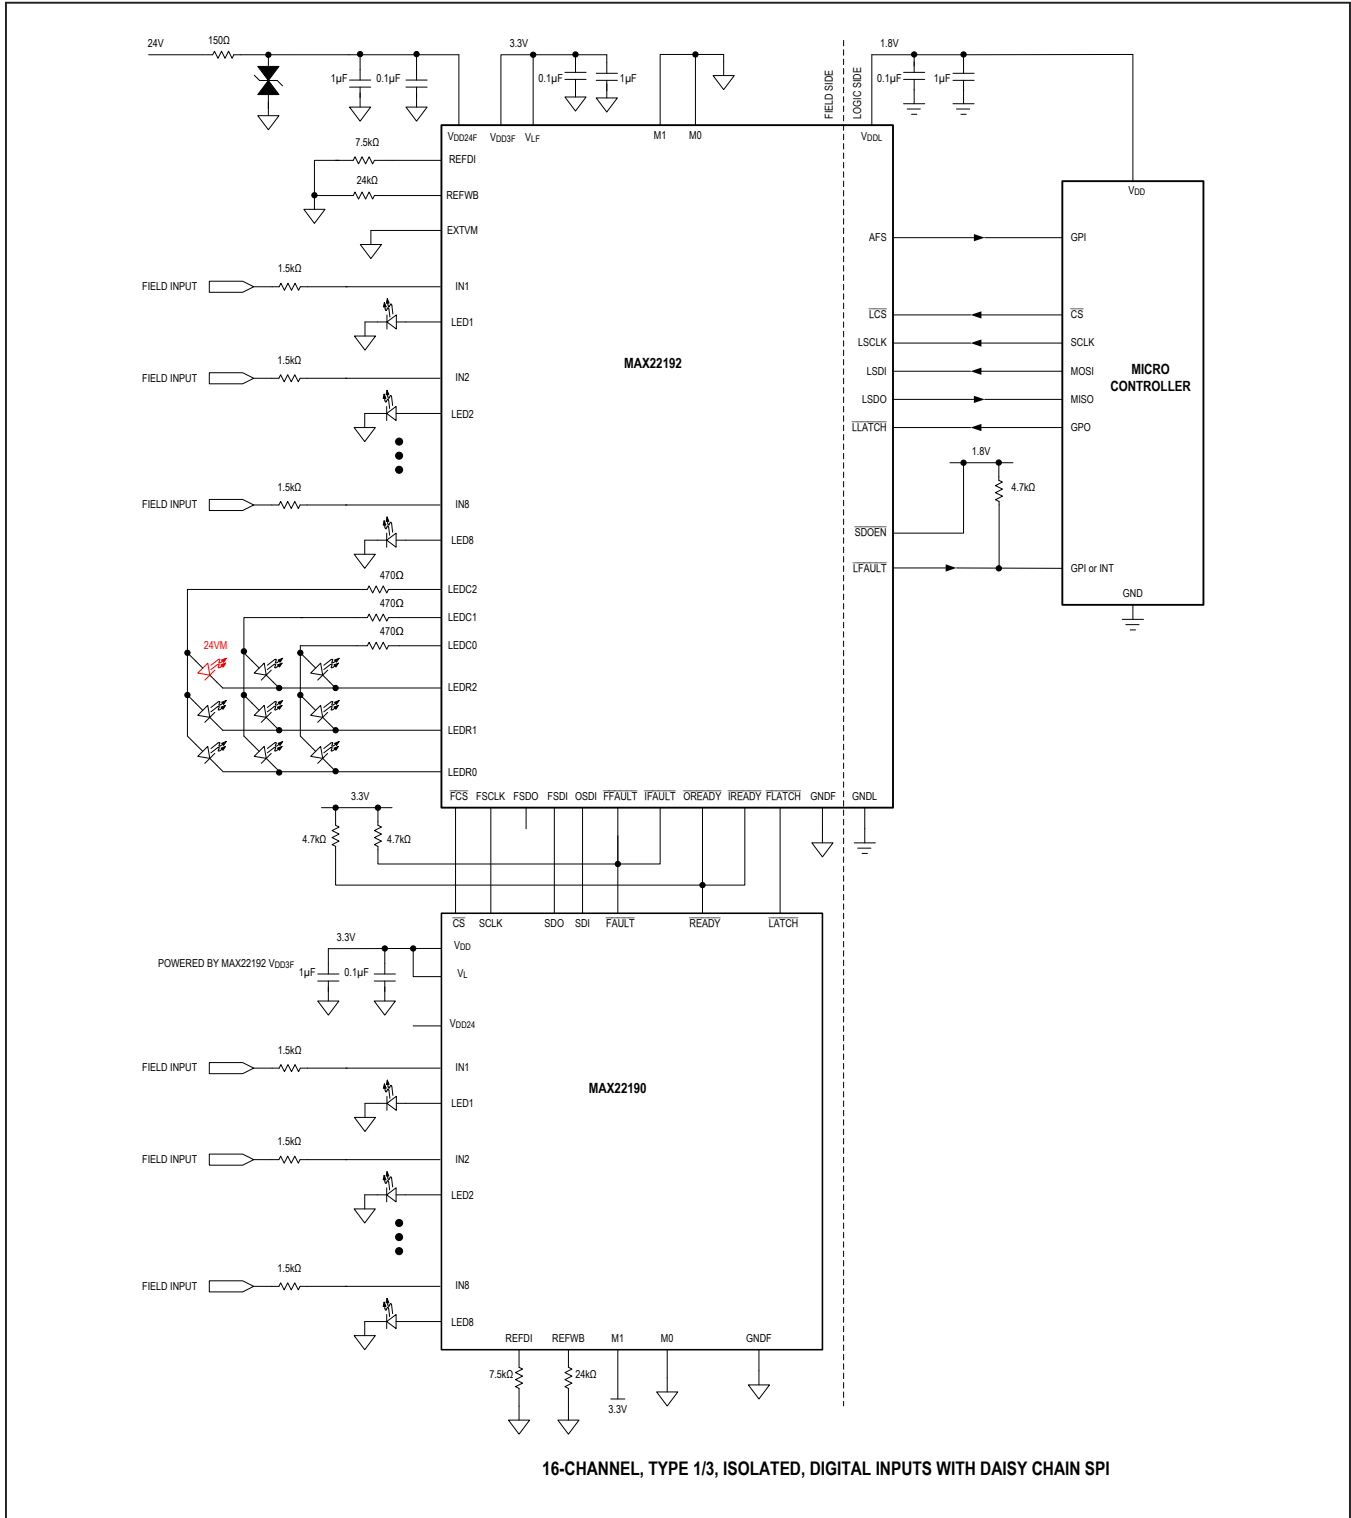 24V
150Ω
1µF
0.1µF
3.3V
0.1µF
1µF
FIELD SIDE
LOGIC SIDE
1.8V
0.1µF
1µF
VDD24F
VDD3F
VLF
M1
M0
VDDL
7.5kΩ
REFDI
24kΩ
REFWB
EXTVM
VDD
AFS
GPI
FIELD INPUT
1.5kΩ
IN1
LED1
LCS
CS
LSCLK
SCLK
LSDI
MOSI
LSDO
MISO
LLATCH
GPO
MAX22192
MICRO
CONTROLLER
FIELD INPUT
1.5kΩ
IN2
LED2
1.8V
4.7kΩ
FIELD INPUT
1.5kΩ
IN8
LED8
SDOEN
LFAULT
GPI or INT
GND
470Ω
LEDC2
470Ω
LEDC1
470Ω
LEDC0
24VM
LEDR2
LEDR1
LEDR0
FCS
FSCLK
FSDO
FSDI
OSDI
FFAULT
IFAULT
OREADY
IREADY
FLATCH
GNDF
GNDL
3.3V
4.7kΩ
4.7kΩ
CS
SCLK
SDO
SDI
FAULT
READY
LATCH
3.3V
VDD
POWERED BY MAX22192 VDD3F
1µF
0.1µF
VL
VDD24
FIELD INPUT
1.5kΩ
IN1
LED1
MAX22190
FIELD INPUT
1.5kΩ
IN2
LED2
FIELD INPUT
1.5kΩ
IN8
LED8
REFDI
REFWB
M1
M0
GNDF
7.5kΩ
24kΩ
3.3V
16-CHANNEL, TYPE 1/3, ISOLATED, DIGITAL INPUTS WITH DAISY CHAIN SPI